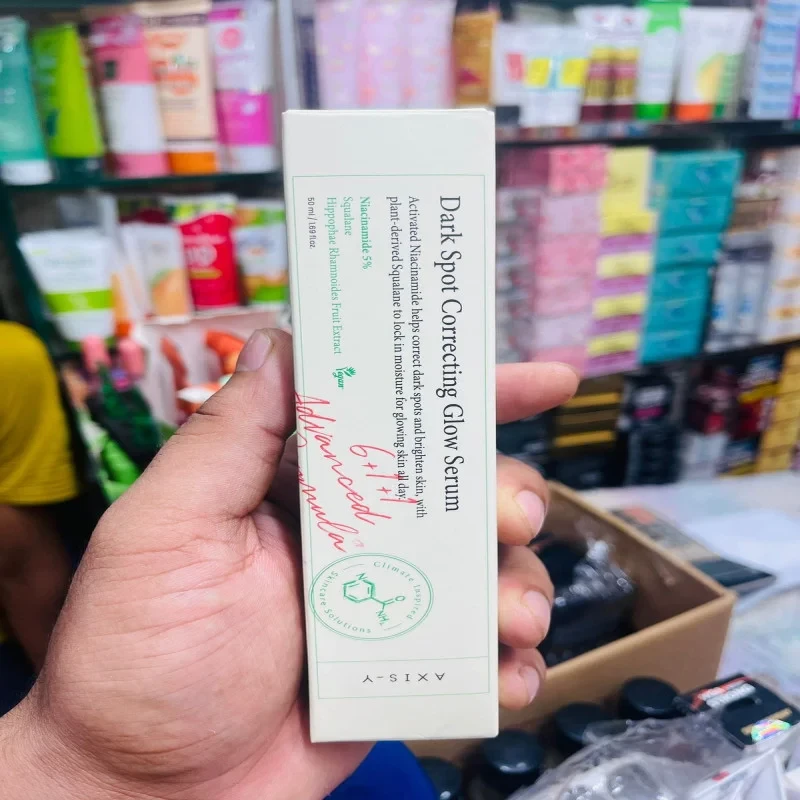 Dark Spot Correcting Glow Serum
Activated Niacinamide helps correct dark spots and brighten skin, with
plant-derived Squalane to lock in moisture for glowing skin all day.
Niacinamide 5%
Squalane
Hippophae Rhamnoides Fruit Extract
Vegan
50 ml / 1.69 fl.oz.
6+1+1
Advanced
Formula
Climate Inspired
Skincare Solutions
N
O
NH₂
AXIS-Y